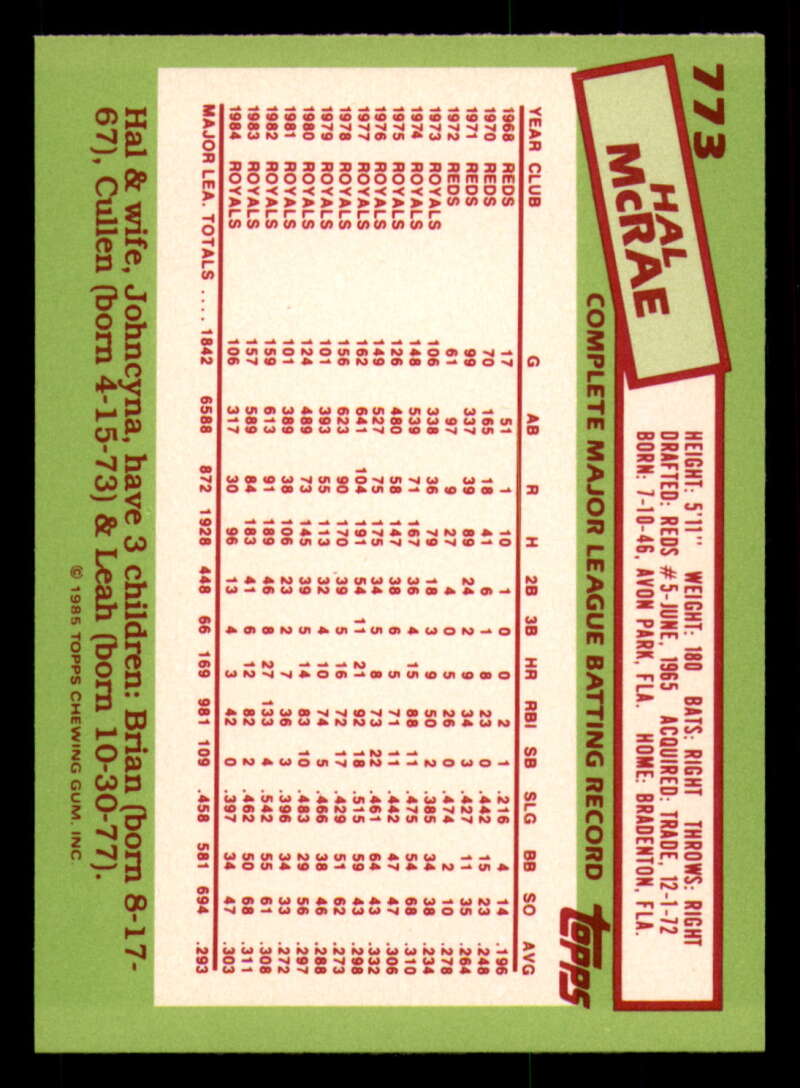 773
HAL
McRAE
HEIGHT: 5'11" WEIGHT: 180 BATS: RIGHT THROWS: RIGHT
DRAFTED: REDS #5-JUNE, 1965 ACQUIRED: TRADE, 12-1-72
BORN: 7-10-46, AVON PARK, FLA. HOME: BRADENTON, FLA.
COMPLETE MAJOR LEAGUE BATTING RECORD
topps
YEAR CLUB G AB R H 2B 3B HR RBI SB SLG BB SO AVG
1968 REDS 17 51 1 10 1 0 0 2 1 .216 4 14 .196
1970 REDS 70 165 18 41 6 1 8 23 0 .442 15 23 .248
1971 REDS 99 337 39 89 24 2 9 34 3 .427 11 35 .264
1972 REDS 61 97 9 27 4 0 5 26 0 .474 2 10 .278
1973 ROYALS 106 338 36 79 18 3 9 50 2 .385 34 38 .234
1974 ROYALS 148 539 71 167 36 4 15 88 11 .475 54 68 .310
1975 ROYALS 126 480 58 147 38 6 5 71 11 .442 47 47 .306
1976 ROYALS 149 527 75 175 34 5 8 73 22 .461 64 43 .332
1977 ROYALS 162 641 104 191 54 11 21 92 18 .515 59 43 .298
1978 ROYALS 156 623 90 170 39 5 16 72 17 .429 51 62 .273
1979 ROYALS 101 393 55 113 32 4 10 74 5 .466 38 46 .288
1980 ROYALS 124 489 73 145 39 5 14 83 10 .483 29 56 .297
1981 ROYALS 101 389 38 106 23 2 7 36 3 .396 34 33 .272
1982 ROYALS 159 613 91 189 46 8 27 133 4 .542 55 61 .308
1983 ROYALS 157 589 84 183 41 6 12 82 2 .462 50 68 .311
1984 ROYALS 106 317 30 96 13 4 3 42 0 .397 34 47 .303
MAJOR LEA. TOTALS .... 1842 6588 872 1928 448 66 169 981 109 .458 581 694 .293
Hal & wife, Johncyna, have 3 children: Brian (born 8-17-
67), Cullen (born 4-15-73) & Leah (born 10-30-77).
© 1985 TOPPS CHEWING GUM, INC.